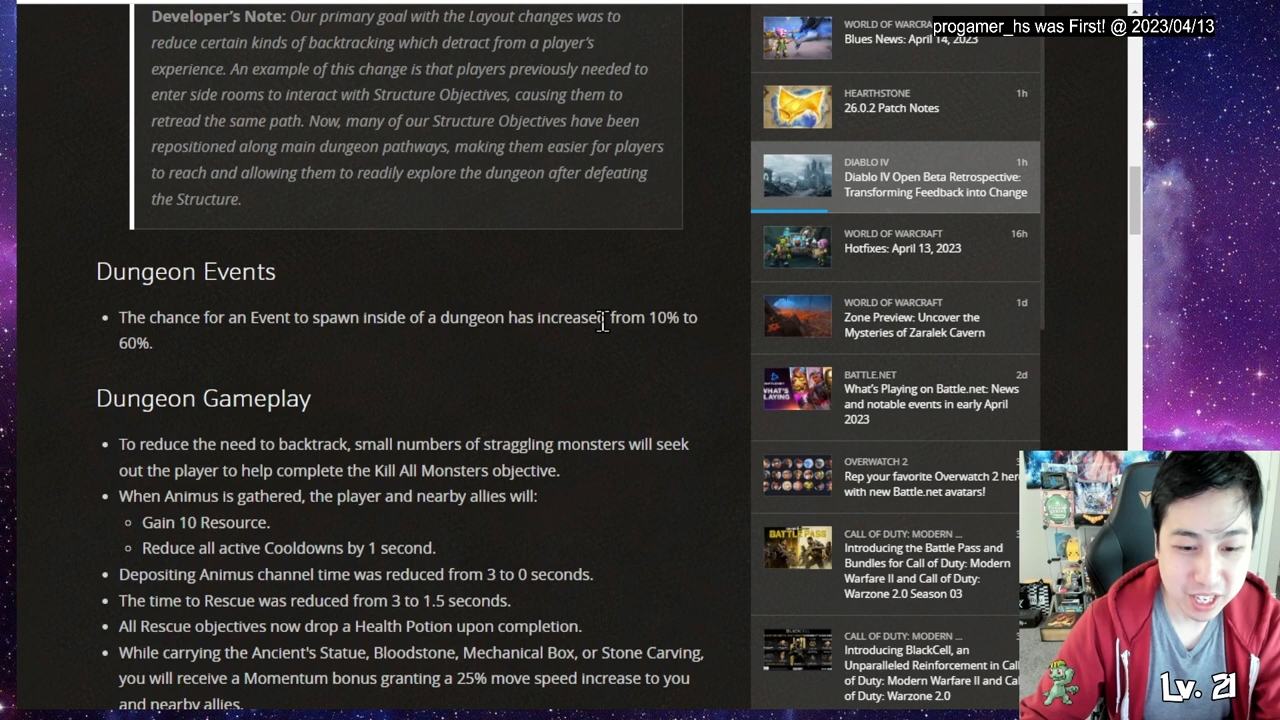 Developer's Note: Our primary goal with the Layout changes was to
reduce certain kinds of backtracking which detract from a player's
experience. An example of this change is that players previously needed to
enter side rooms to interact with Structure Objectives, causing them to
retread the same path. Now, many of our Structure Objectives have been
repositioned along main dungeon pathways, making them easier for players
to reach and allowing them to readily explore the dungeon after defeating
the Structure.
Dungeon Events
• The chance for an Event to spawn inside of a dungeon has increased from 10% to
60%.
Dungeon Gameplay
• To reduce the need to backtrack, small numbers of straggling monsters will seek
out the player to help complete the Kill All Monsters objective.
• When Animus is gathered, the player and nearby allies will:
◦ Gain 10 Resource.
◦ Reduce all active Cooldowns by 1 second.
• Depositing Animus channel time was reduced from 3 to 0 seconds.
• The time to Rescue was reduced from 3 to 1.5 seconds.
• All Rescue objectives now drop a Health Potion upon completion.
• While carrying the Ancient's Statue, Bloodstone, Mechanical Box, or Stone Carving,
you will receive a Momentum bonus granting a 25% move speed increase to you
and nearby allies.
progamer_hs was First! @ 2023/04/13
WORLD OF WARCRA
Blues News: April 14, 2023
HEARTHSTONE 1h
26.0.2 Patch Notes
DIABLO IV 1h
Diablo IV Open Beta Retrospective:
Transforming Feedback into Change
WORLD OF WARCRAFT 16h
Hotfixes: April 13, 2023
WORLD OF WARCRAFT 1d
Zone Preview: Uncover the
Mysteries of Zaralek Cavern
BATTLE.NET 2d
WHAT'S
PLAYING
What's Playing on Battle.net: News
and notable events in early April
2023
OVERWATCH 2
Rep your favorite Overwatch 2 her
with new Battle.net avatars!
CALL OF DUTY: MODERN ...
BATTLE PASS
Introducing the Battle Pass and
Bundles for Call of Duty: Modern
Warfare II and Call of Duty:
Warzone 2.0 Season 03
CALL OF DUTY: MODERN ...
Introducing BlackCell, an
Unparalleled Reinforcement in Cal
of Duty: Modern Warfare II and Ca
of Duty: Warzone 2.0
Lv. 21